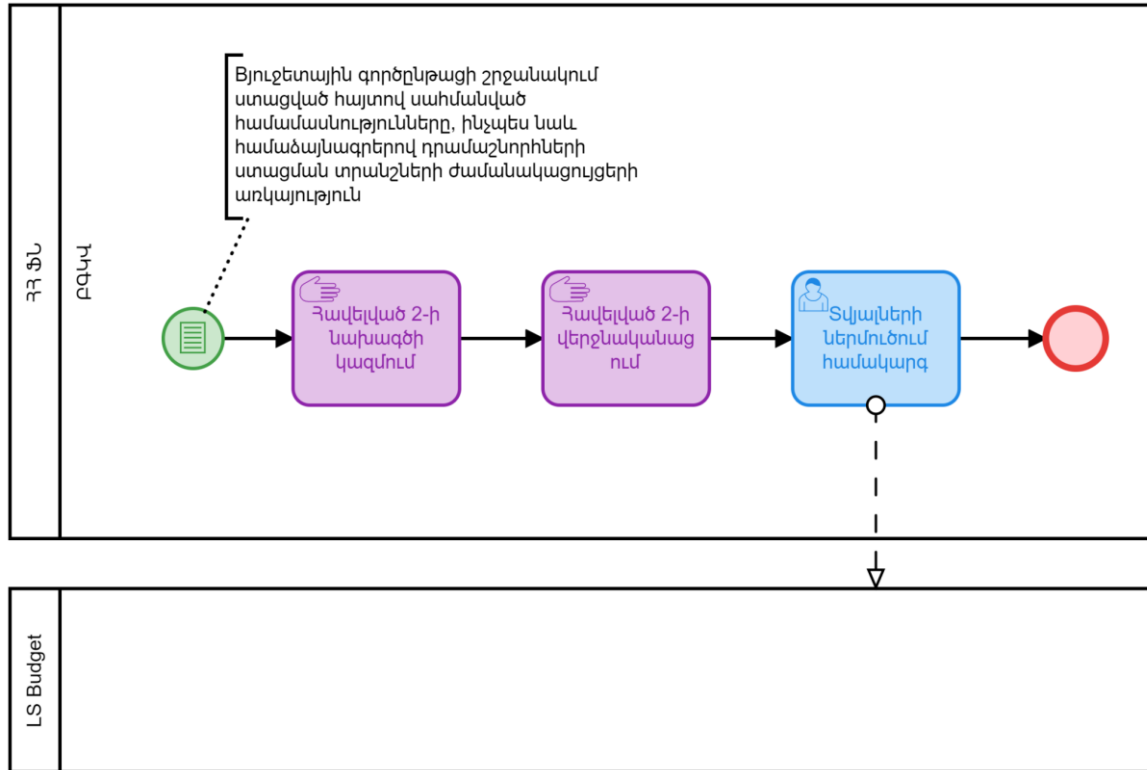 Բյուջետային գործընթացի շրջանակում
ստացված հայտով սահմանված
համամասնությունները, ինչպես նաև
համաձայնագրերով դրամաշնորհների
ստացման տրանշների ժամանակացույցերի
առկայություն
ՀՀ ՖՆ
ԲԳԿՎ
Հավելված 2-ի
նախագծի
կազմում
Հավելված 2-ի
վերջնականաց
ում
Տվյալների
ներմուծում
համակարգ
LS Budget